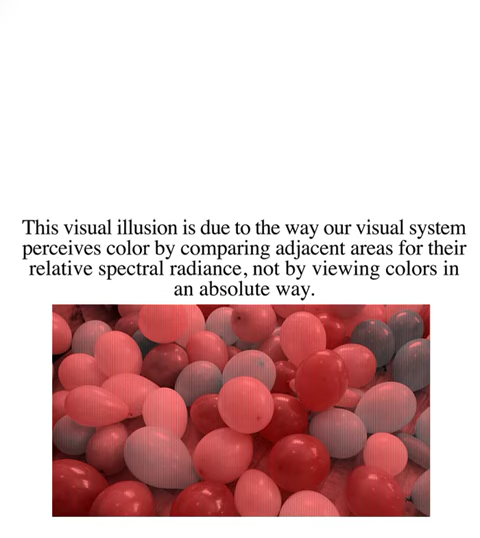 This visual illusion is due to the way our visual system
perceives color by comparing adjacent areas for their
relative spectral radiance, not by viewing colors in
an absolute way.